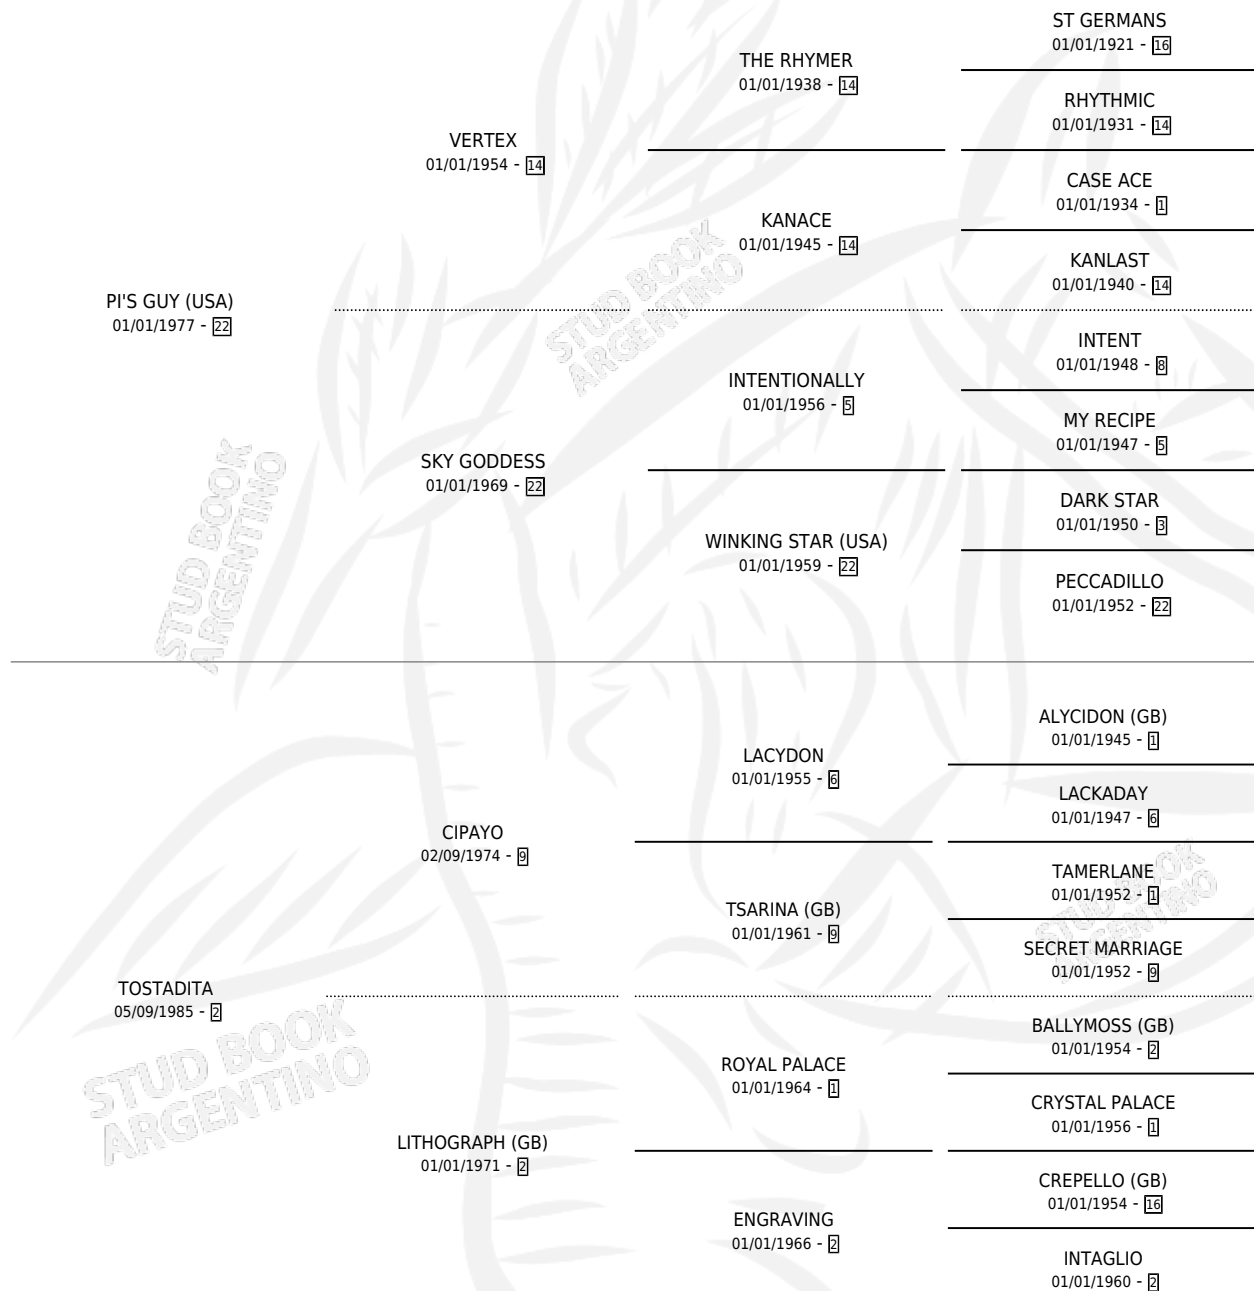 ST GERMANS
01/01/1921 - 16
THE RHYMER
01/01/1938 - 14
RHYTHMIC
01/01/1931 - 14
VERTEX
01/01/1954 - 14
CASE ACE
01/01/1934 - 1
KANACE
01/01/1945 - 14
KANLAST
01/01/1940 - 14
PI'S GUY (USA)
01/01/1977 - 22
INTENT
01/01/1948 - 8
INTENTIONALLY
01/01/1956 - 5
MY RECIPE
01/01/1947 - 5
SKY GODDESS
01/01/1969 - 22
DARK STAR
01/01/1950 - 3
WINKING STAR (USA)
01/01/1959 - 22
PECCADILLO
01/01/1952 - 22
ALYCIDON (GB)
01/01/1945 - 1
LACYDON
01/01/1955 - 6
LACKADAY
01/01/1947 - 6
CIPAYO
02/09/1974 - 9
TAMERLANE
01/01/1952 - 1
TSARINA (GB)
01/01/1961 - 9
SECRET MARRIAGE
01/01/1952 - 9
TOSTADITA
05/09/1985 - 2
BALLYMOSS (GB)
01/01/1954 - 2
ROYAL PALACE
01/01/1964 - 1
CRYSTAL PALACE
01/01/1956 - 1
LITHOGRAPH (GB)
01/01/1971 - 2
CREPELLO (GB)
01/01/1954 - 16
ENGRAVING
01/01/1966 - 2
INTAGLIO
01/01/1960 - 2
STUD BOOK
ARGENTINO
STUD BOOK
ARGENTINO
STUD BOOK
ARGENTINO
STUD BOOK
ARGENTINO